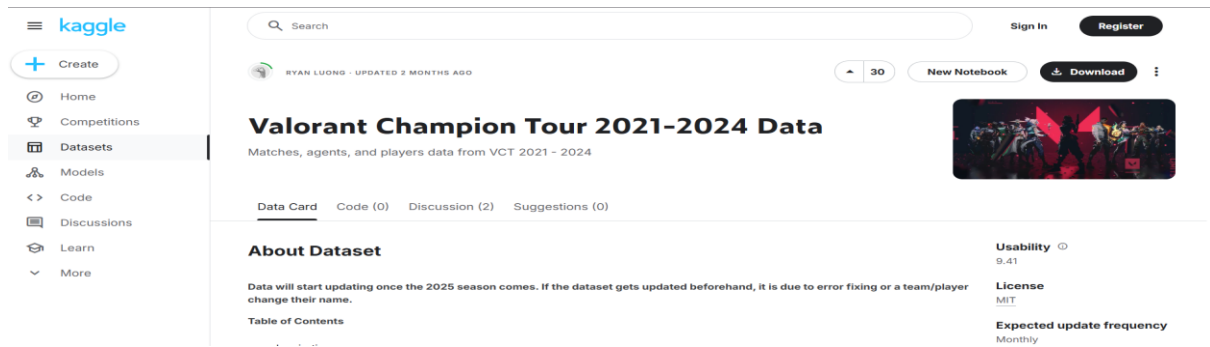 kaggle
Search
Sign In
Register
Create
RYAN LUONG · UPDATED 2 MONTHS AGO
30
New Notebook
Download
Home
Competitions
Datasets
Models
Code
Discussions
Learn
More
Valorant Champion Tour 2021-2024 Data
Matches, agents, and players data from VCT 2021 - 2024
Data Card
Code (0)
Discussion (2)
Suggestions (0)
About Dataset
Data will start updating once the 2025 season comes. If the dataset gets updated beforehand, it is due to error fixing or a team/player
change their name.
Table of Contents
Usability
9.41
License
MIT
Expected update frequency
Monthly